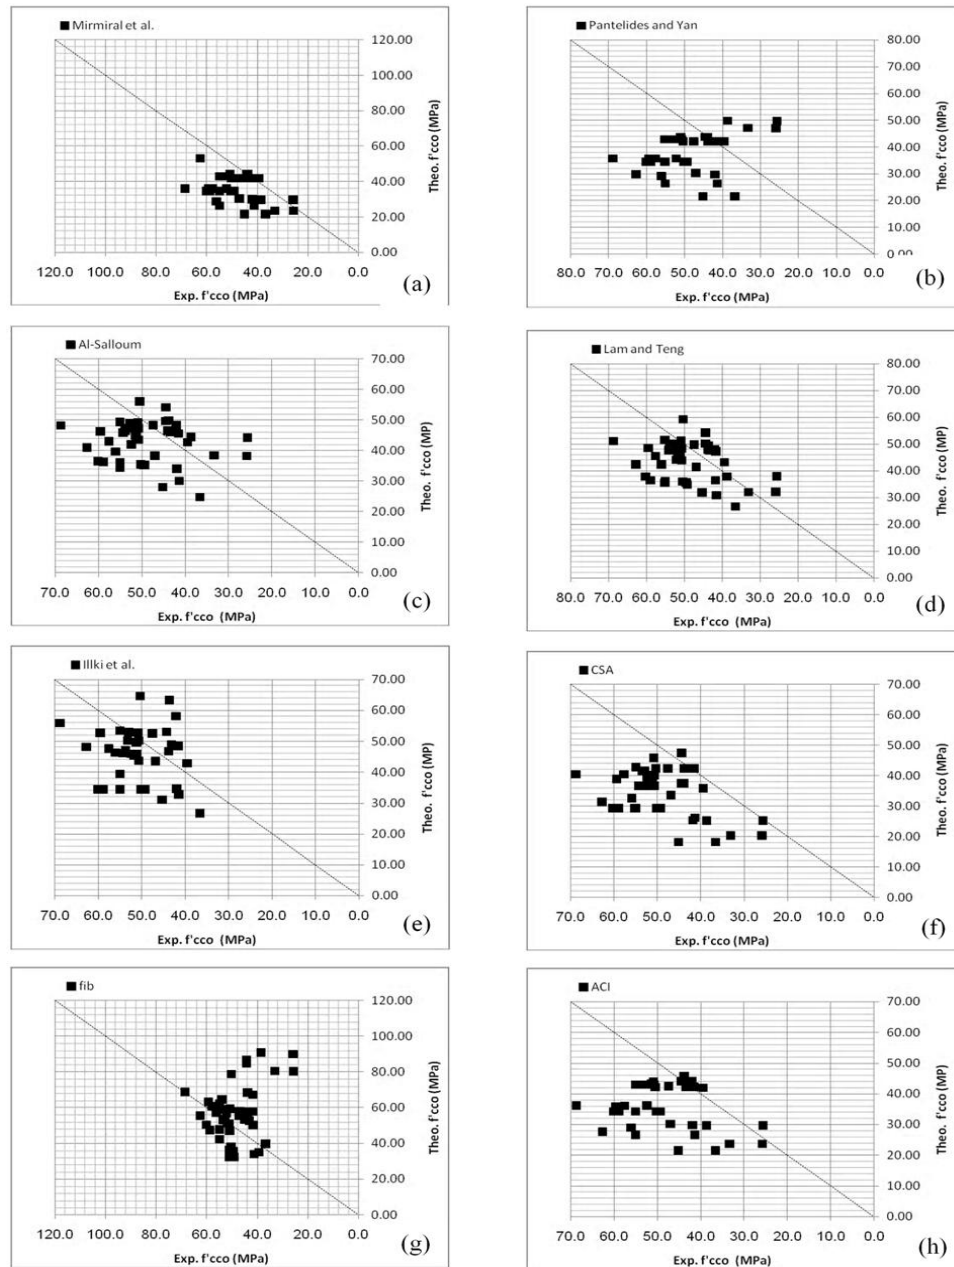 Mirmiral et al.
120.00
100.00
80.00
60.00
40.00
20.00
0.00
Theo. f'cco (MPa)
120.0 100.0 80.0 60.0 40.0 20.0 0.0
Exp. f'cco (MPa)
(a)
Pantelides and Yan
80.00
70.00
60.00
50.00
40.00
30.00
20.00
10.00
0.00
Theo. f'cco (MPa)
80.0 70.0 60.0 50.0 40.0 30.0 20.0 10.0 0.0
Exp. f'cco (MPa)
(b)
Al-Salloum
70.00
60.00
50.00
40.00
30.00
20.00
10.00
0.00
Theo. f'cco (MP)
70.0 60.0 50.0 40.0 30.0 20.0 10.0 0.0
Exp. f'cco (MPa)
(c)
Lam and Teng
80.00
70.00
60.00
50.00
40.00
30.00
20.00
10.00
0.00
Theo. f'cco (MP)
80.0 70.0 60.0 50.0 40.0 30.0 20.0 10.0 0.0
Exp. f'cco (MPa)
(d)
Illki et al.
70.00
60.00
50.00
40.00
30.00
20.00
10.00
0.00
Theo. f'cco (MP)
70.0 60.0 50.0 40.0 30.0 20.0 10.0 0.0
Exp. f'cco (MPa)
(e)
CSA
70.00
60.00
50.00
40.00
30.00
20.00
10.00
0.00
Theo. f'cco (MPa)
70.0 60.0 50.0 40.0 30.0 20.0 10.0 0.0
Exp. f'cco (MPa)
(f)
fib
120.00
100.00
80.00
60.00
40.00
20.00
0.00
Theo. f'cco (MPa)
120.0 100.0 80.0 60.0 40.0 20.0 0.0
Exp. f'cco (MPa)
(g)
ACI
70.00
60.00
50.00
40.00
30.00
20.00
10.00
0.00
Theo. f'cco (MPa)
70.0 60.0 50.0 40.0 30.0 20.0 10.0 0.0
Exp. f'cco (MPa)
(h)